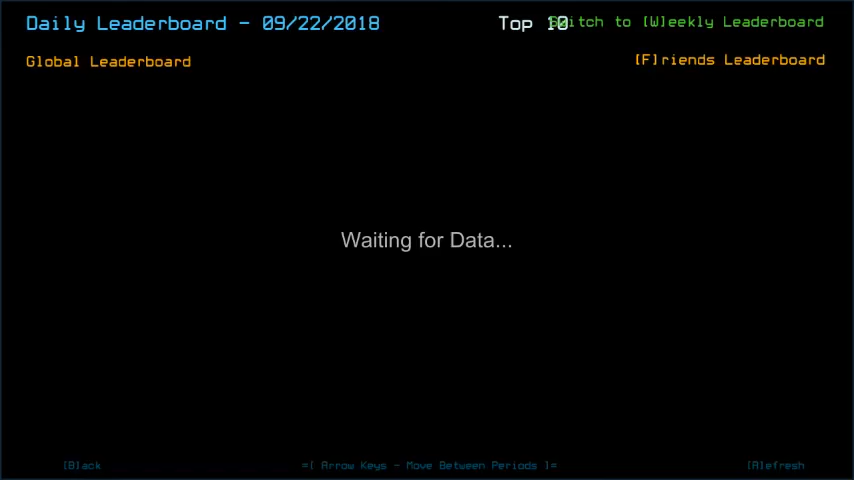 Daily Leaderboard - 09/22/2018
Top 10
Switch to [W]eekly Leaderboard
Global Leaderboard
[F]riends Leaderboard
Waiting for Data...
[B]ack
=[ Arrow Keys - Move Between Periods ]=
[R]efresh